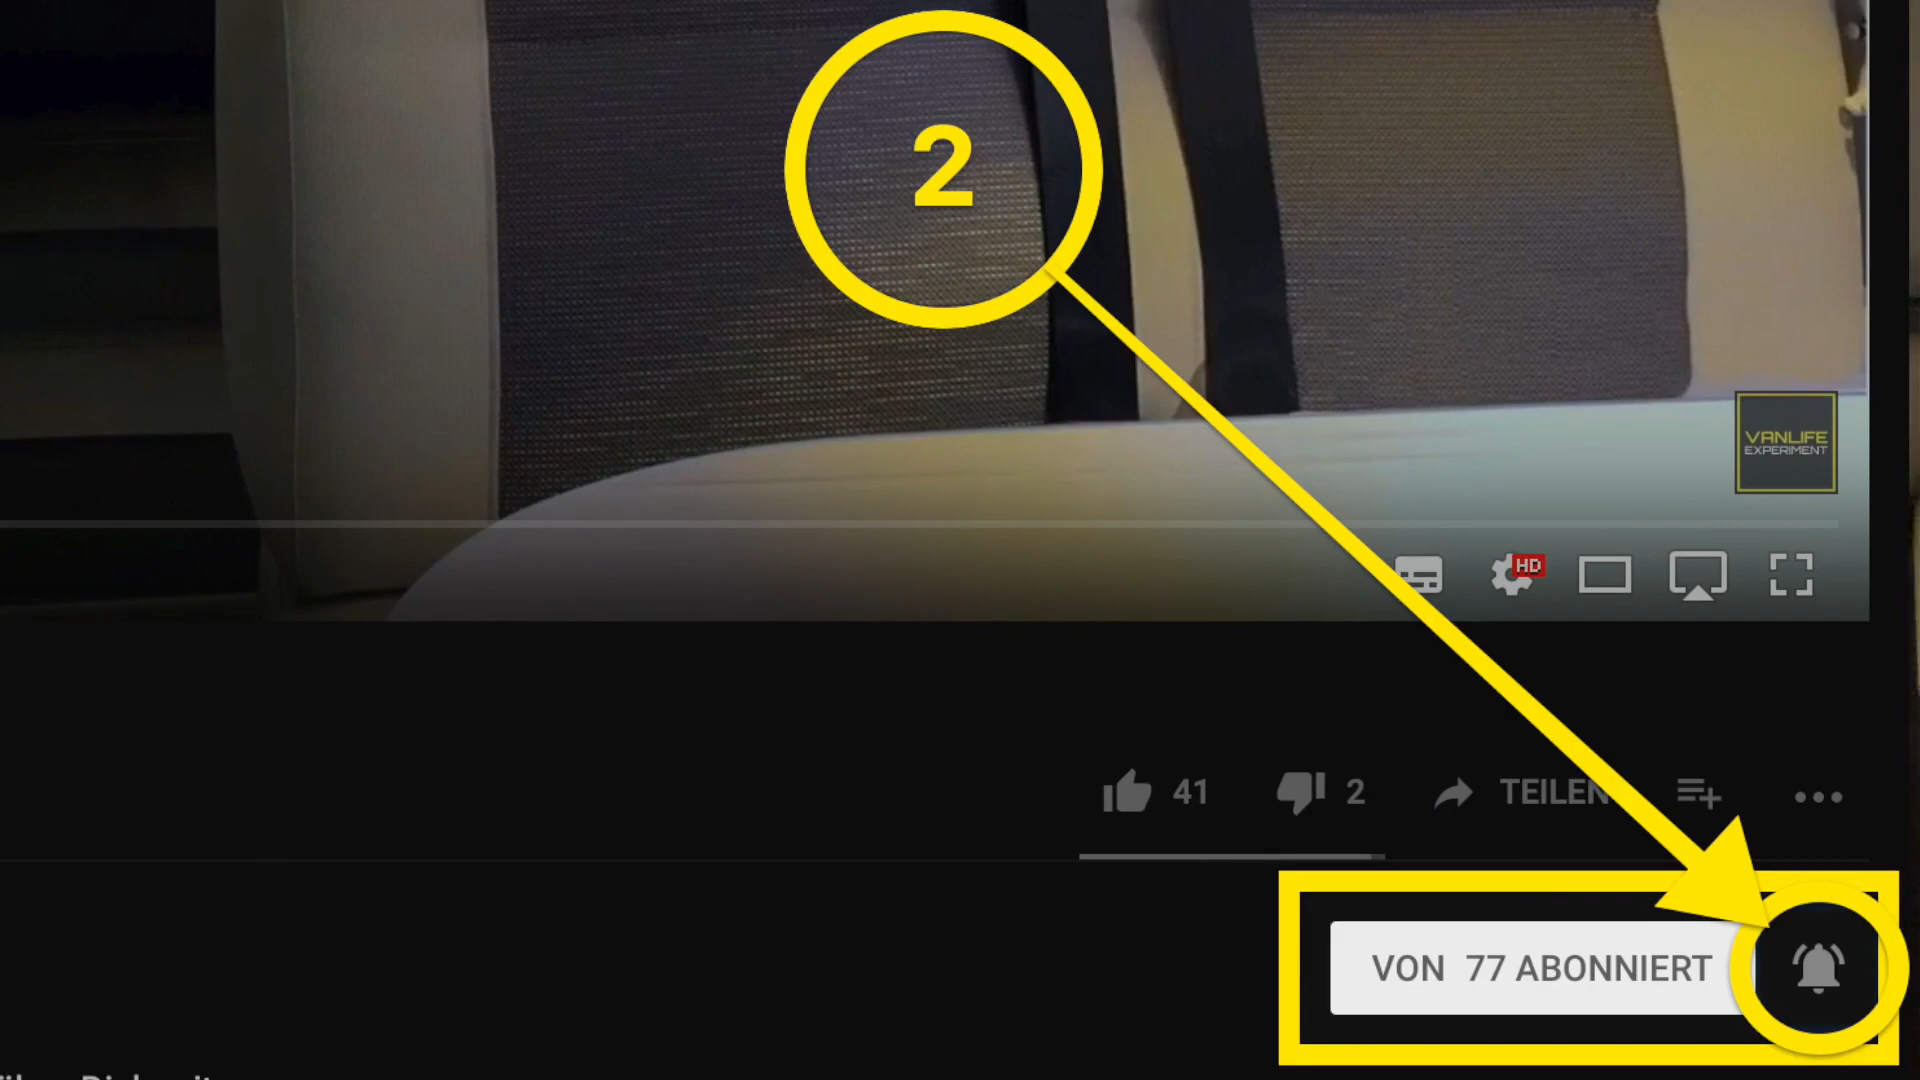 2
VANLIFE
EXPERIMENT
HD
41
2
TEILEN
VON 77 ABONNIERT